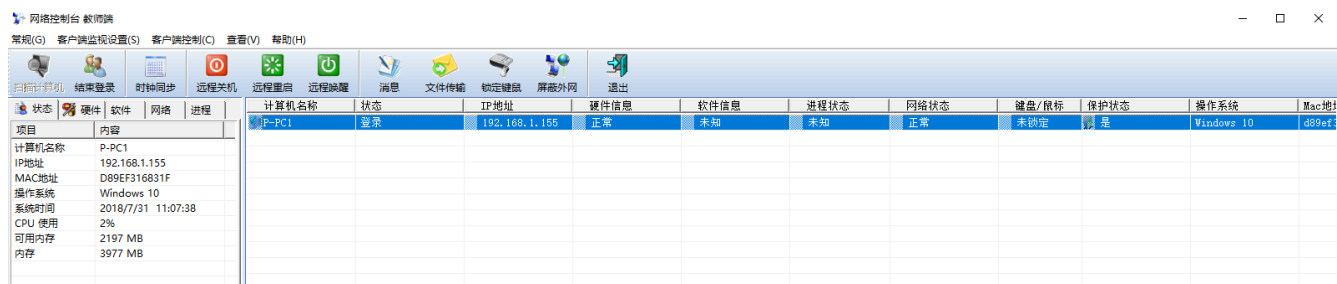 网络控制台 教师端
常规(G) 客户端监视设置(S) 客户端控制(C) 查看(V) 帮助(H)
扫描计算机 结束登录 时钟同步 远程关机 远程重启 远程唤醒 消息 文件传输 锁定键鼠 屏蔽外网 退出
状态 硬件 软件 网络 进程
计算机名称 状态 IP地址 硬件信息 软件信息 进程状态 网络状态 键盘/鼠标 保护状态 操作系统
P-PC1 登录 192.168.1.155 正常 未知 未知 正常 未锁定 是 Windows 10
项目 内容
计算机名称 P-PC1
IP地址 192.168.1.155
MAC地址 D89EF316831F
操作系统 Windows 10
系统时间 2018/7/31 11:07:38
CPU 使用 2%
可用内存 2197 MB
内存 3977 MB